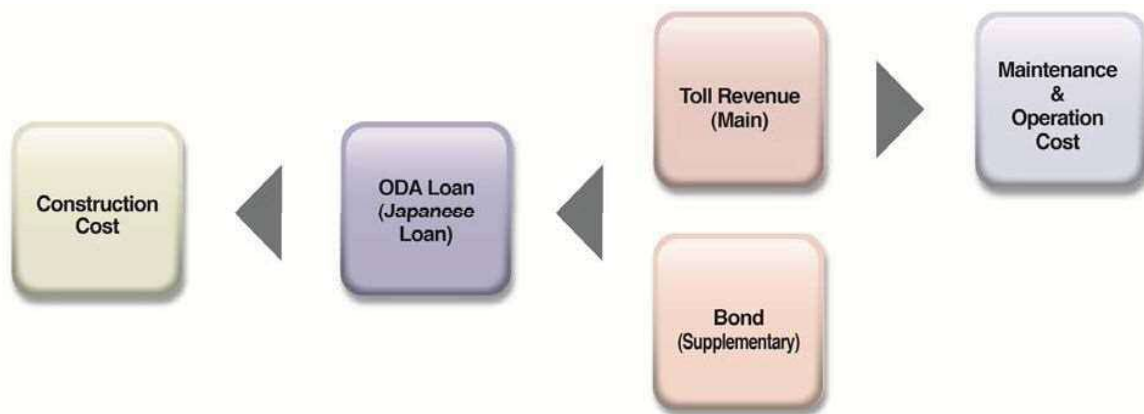 Construction
Cost
ODA Loan
(Japanese
Loan)
Toll Revenue
(Main)
Bond
(Supplementary)
Maintenance
&
Operation
Cost